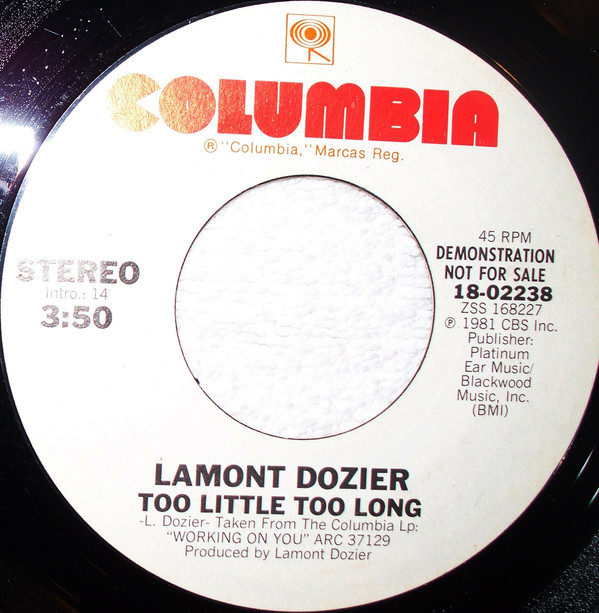 COLUMBIA
® "Columbia," Marcas Reg.
STEREO
Intro.: 14
3:50
45 RPM
DEMONSTRATION
NOT FOR SALE
18-02238
ZSS 168227
℗ 1981 CBS Inc.
Publisher:
Platinum
Ear Music/
Blackwood
Music, Inc.
(BMI)
LAMONT DOZIER
TOO LITTLE TOO LONG
-L. Dozier- Taken From The Columbia Lp:
"WORKING ON YOU" ARC 37129
Produced by Lamont Dozier